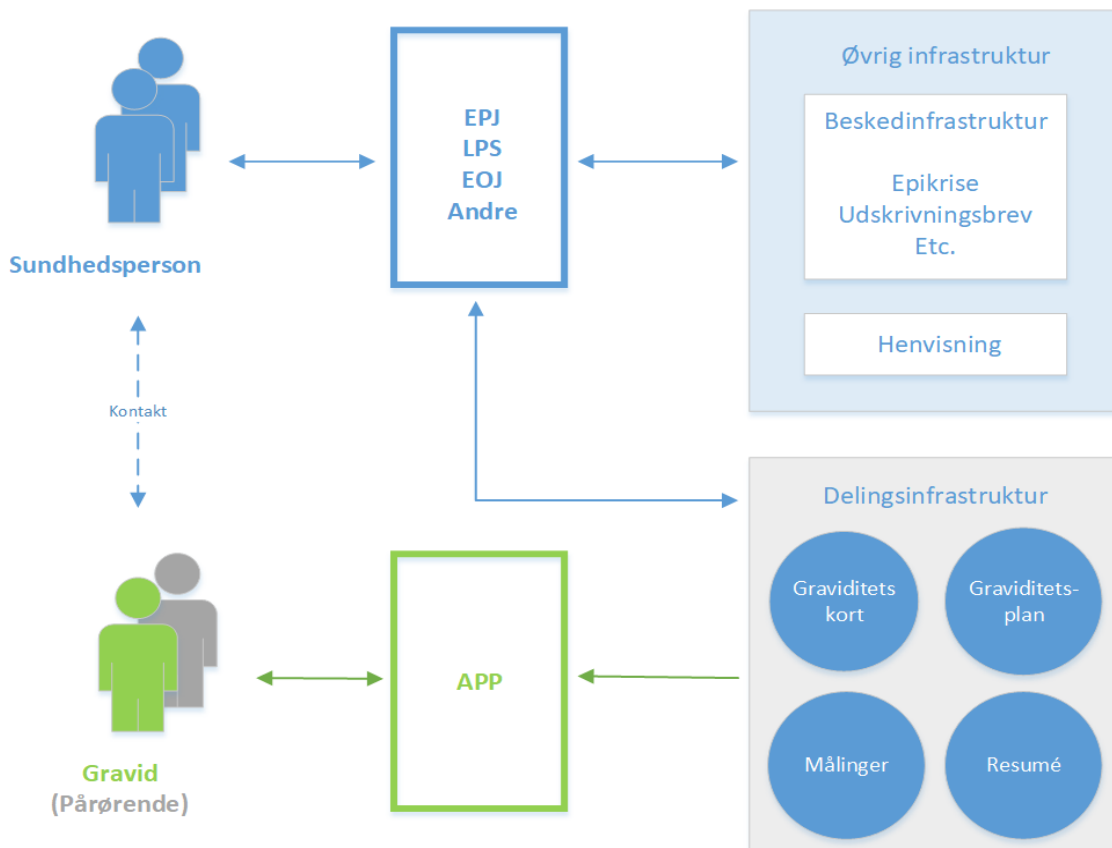 Sundhedsperson
EPJ
LPS
EOJ
Andre
Øvrig infrastruktur
Beskedinfrastruktur
Epikrise
Udskrivningsbrev
Etc.
Henvisning
Kontakt
Gravid
(Pårørende)
APP
Delingsinfrastruktur
Graviditets
kort
Graviditets-
plan
Målinger
Resumé